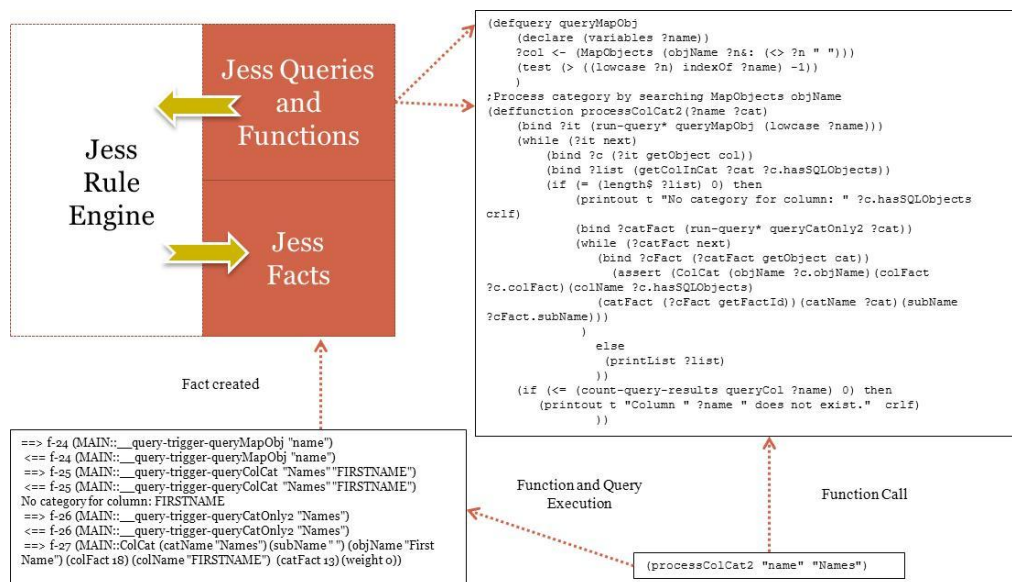 Jess Queries
and
Functions
Jess
Rule
Engine
Jess
Facts
(defquery queryMapObj
(declare (variables ?name))
?col <- (MapObjects (objName ?n&: (<> ?n " ")))
(test (> ((lowcase ?n) indexOf ?name) -1))
)
;Process category by searching MapObjects objName
(deffunction processColCat2(?name ?cat)
(bind ?it (run-query* queryMapObj (lowcase ?name)))
(while (?it next)
(bind ?c (?it getObject col))
(bind ?list (getColInCat ?cat ?c.hasSQLObjects))
(if (= (length$ ?list) 0) then
(printout t "No category for column: " ?c.hasSQLObjects
crlf)
(bind ?catFact (run-query* queryCatOnly2 ?cat))
(while (?catFact next)
(bind ?cFact (?catFact getObject cat))
(assert (ColCat (objName ?c.objName)(colFact
?c.colFact)(colName ?c.hasSQLObjects)
(catFact (?cFact getFactId))(catName ?cat)(subName
?cFact.subName)))
)
else
(printList ?list)
))
(if (<= (count-query-results queryCol ?name) 0) then
(printout t "Column " ?name " does not exist." crlf)
))
Fact created
==> f-24 (MAIN::__query-trigger-queryMapObj "name")
<== f-24 (MAIN::__query-trigger-queryMapObj "name")
==> f-25 (MAIN::__query-trigger-queryColCat "Names" "FIRSTNAME")
<== f-25 (MAIN::__query-trigger-queryColCat "Names" "FIRSTNAME")
No category for column: FIRSTNAME
==> f-26 (MAIN::__query-trigger-queryCatOnly2 "Names")
<== f-26 (MAIN::__query-trigger-queryCatOnly2 "Names")
==> f-27 (MAIN::ColCat (catName "Names") (subName " ") (objName "First
Name") (colFact 18) (colName "FIRSTNAME") (catFact 13) (weight 0))
Function and Query
Execution
Function Call
(processColCat2 "name" "Names")